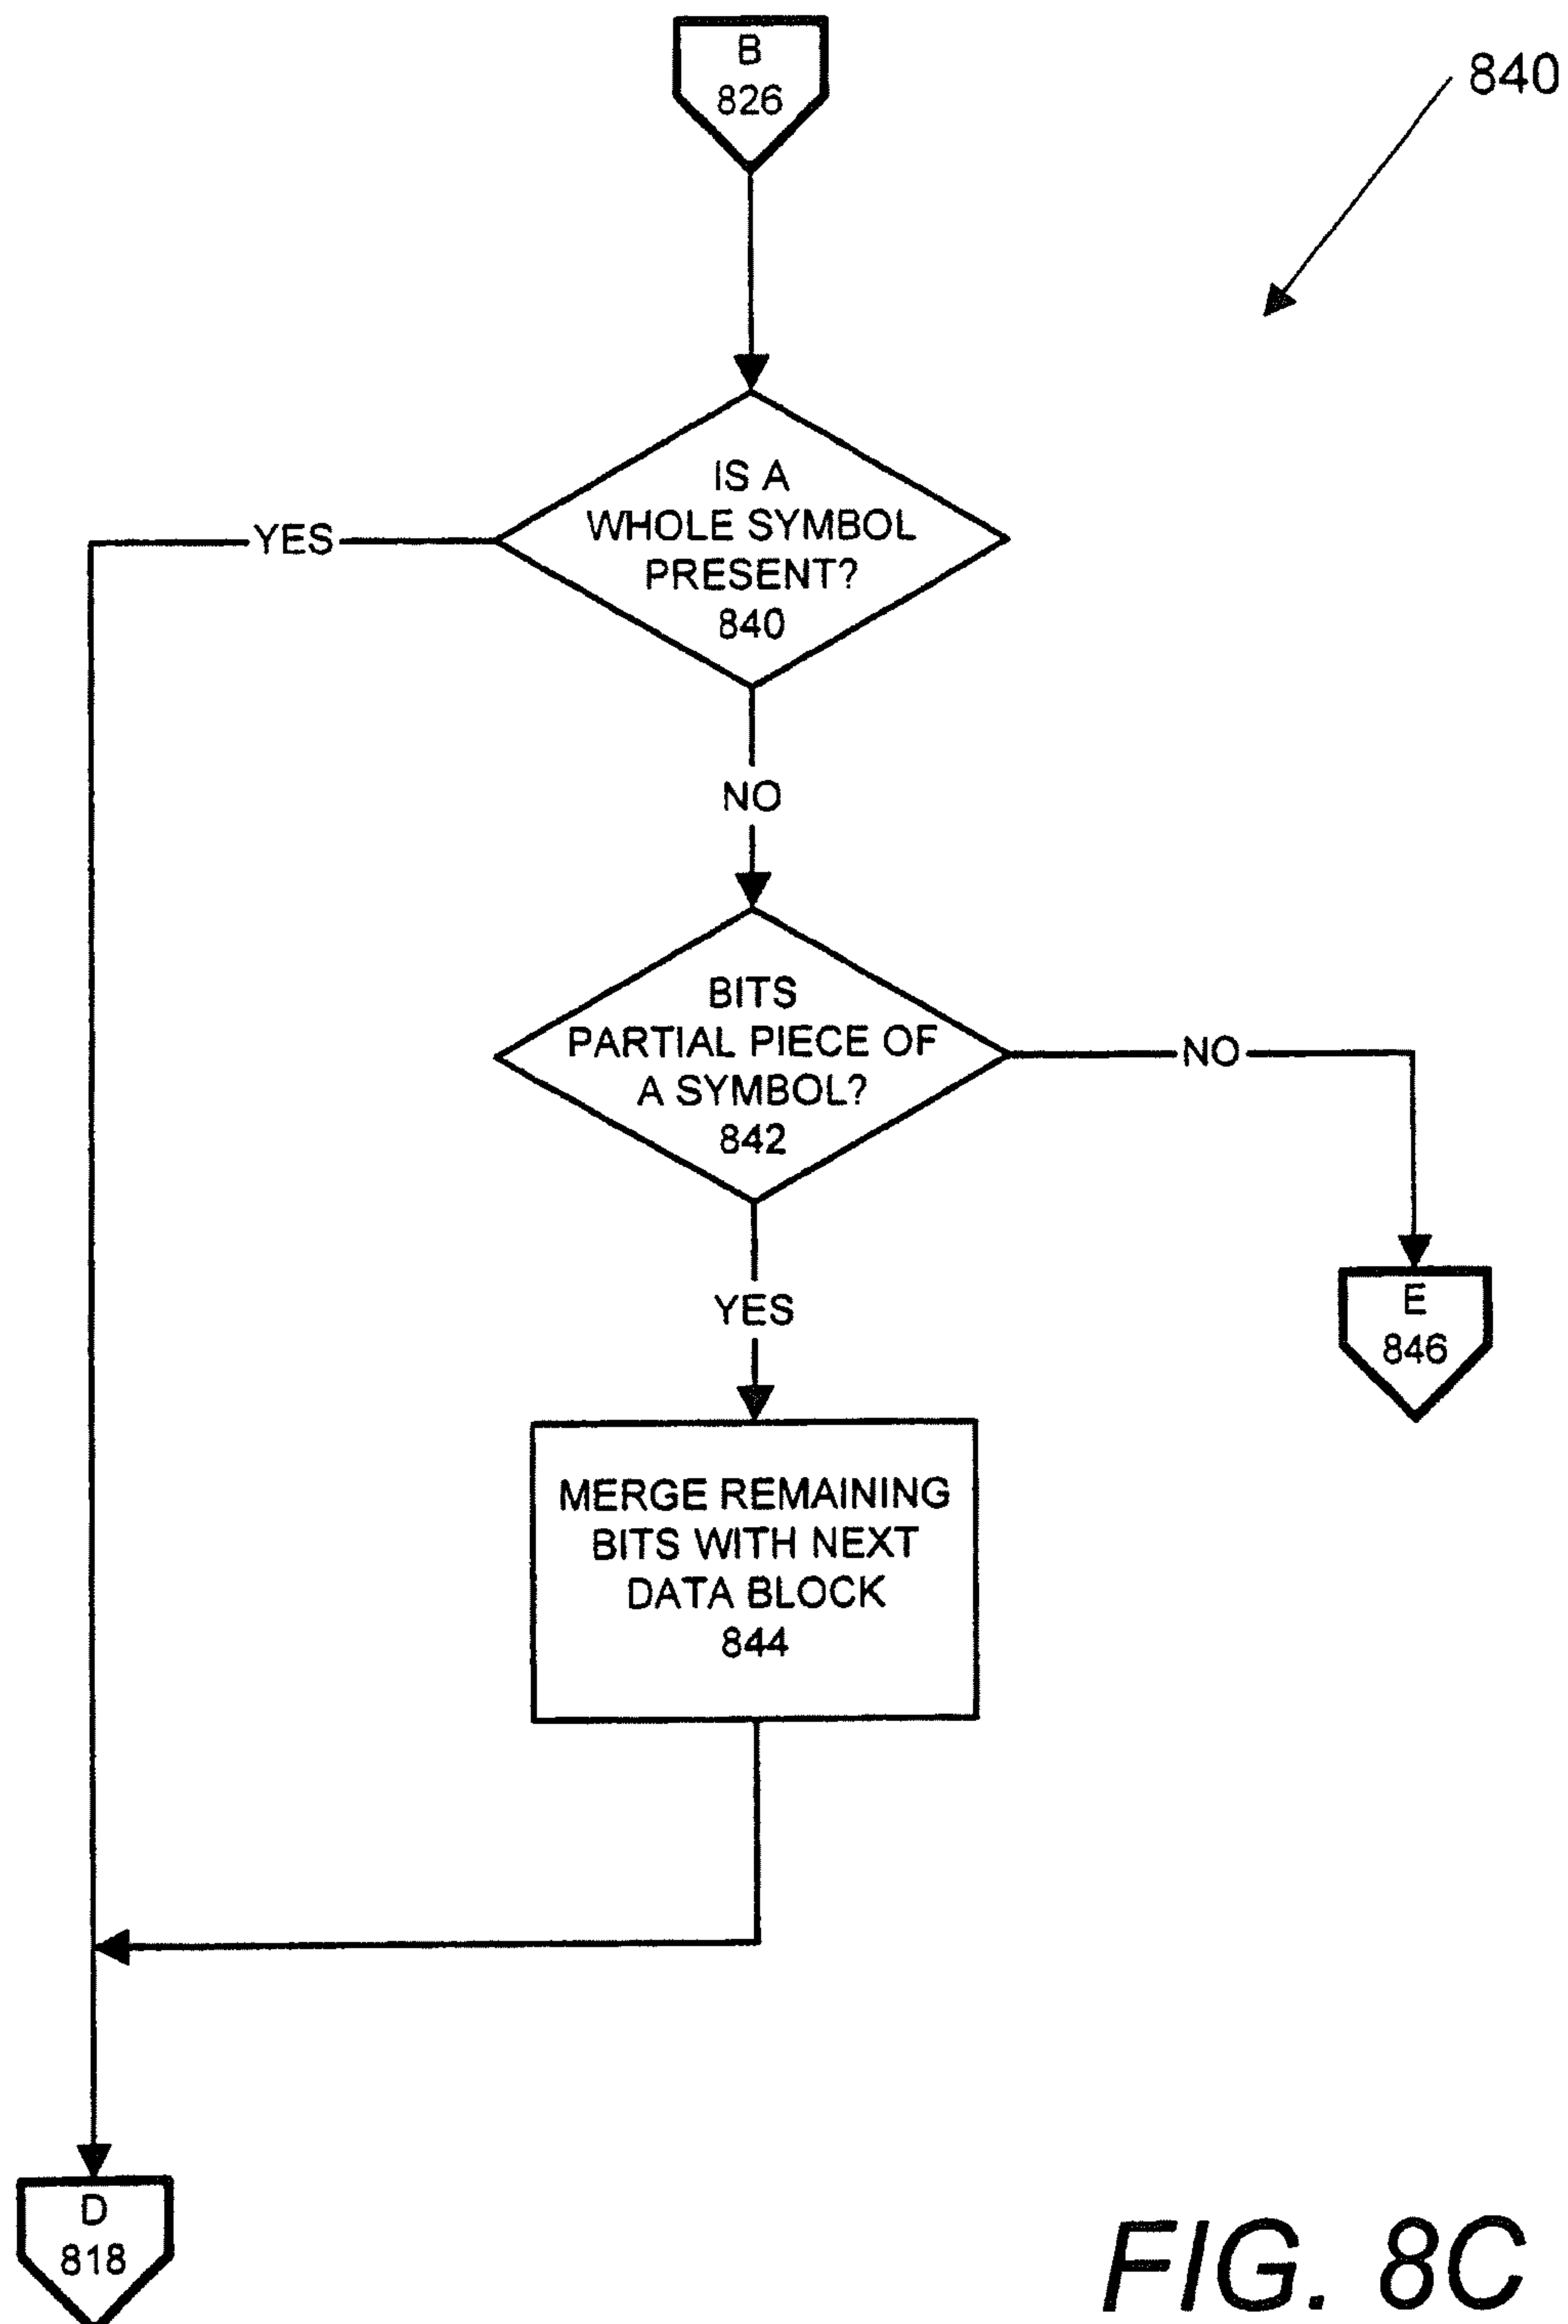 B
826
840
IS A
WHOLE SYMBOL
PRESENT?
840
YES
NO
BITS
PARTIAL PIECE OF
A SYMBOL?
842
NO
YES
E
846
MERGE REMAINING
BITS WITH NEXT
DATA BLOCK
844
D
818
FIG. 8C